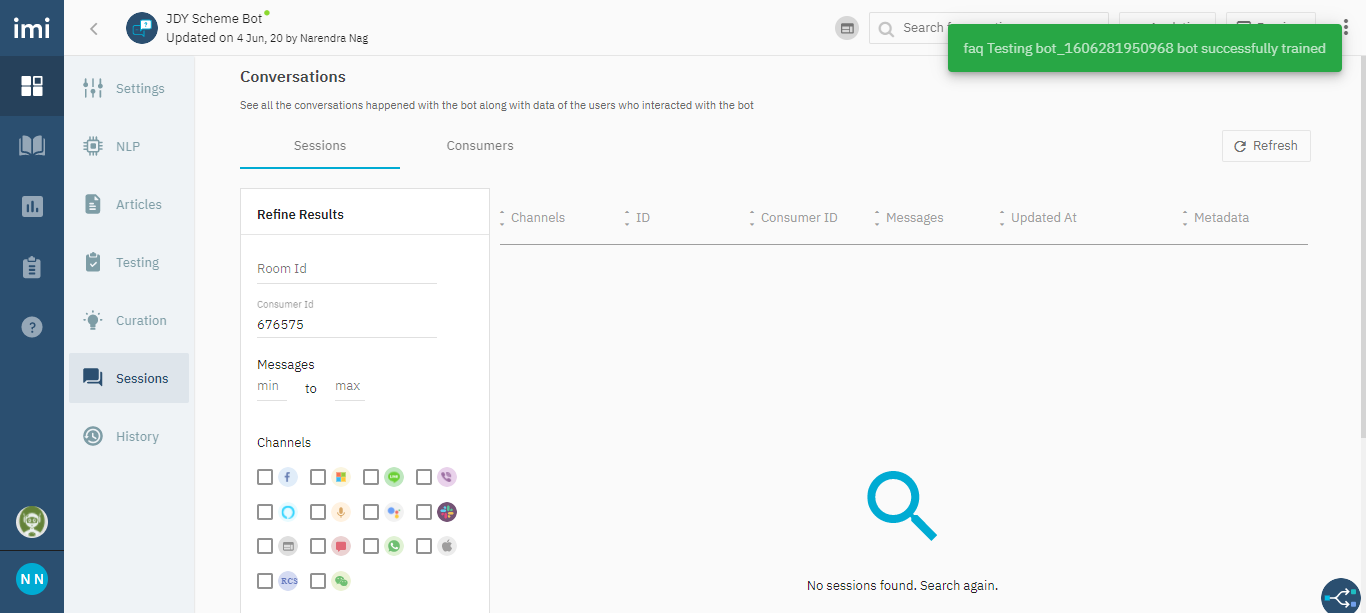 imi
JDY Scheme Bot
Updated on 4 Jun, 20 by Narendra Nag
Search
faq Testing bot_1606281950968 bot successfully trained
Settings
NLP
Articles
Testing
Curation
Sessions
History
N N
Conversations
See all the conversations happened with the bot along with data of the users who interacted with the bot
Sessions
Consumers
Refresh
Refine Results
Room Id
Consumer Id
676575
Messages
min to max
Channels
RCS
Channels ID Consumer ID Messages Updated At Metadata
No sessions found. Search again.